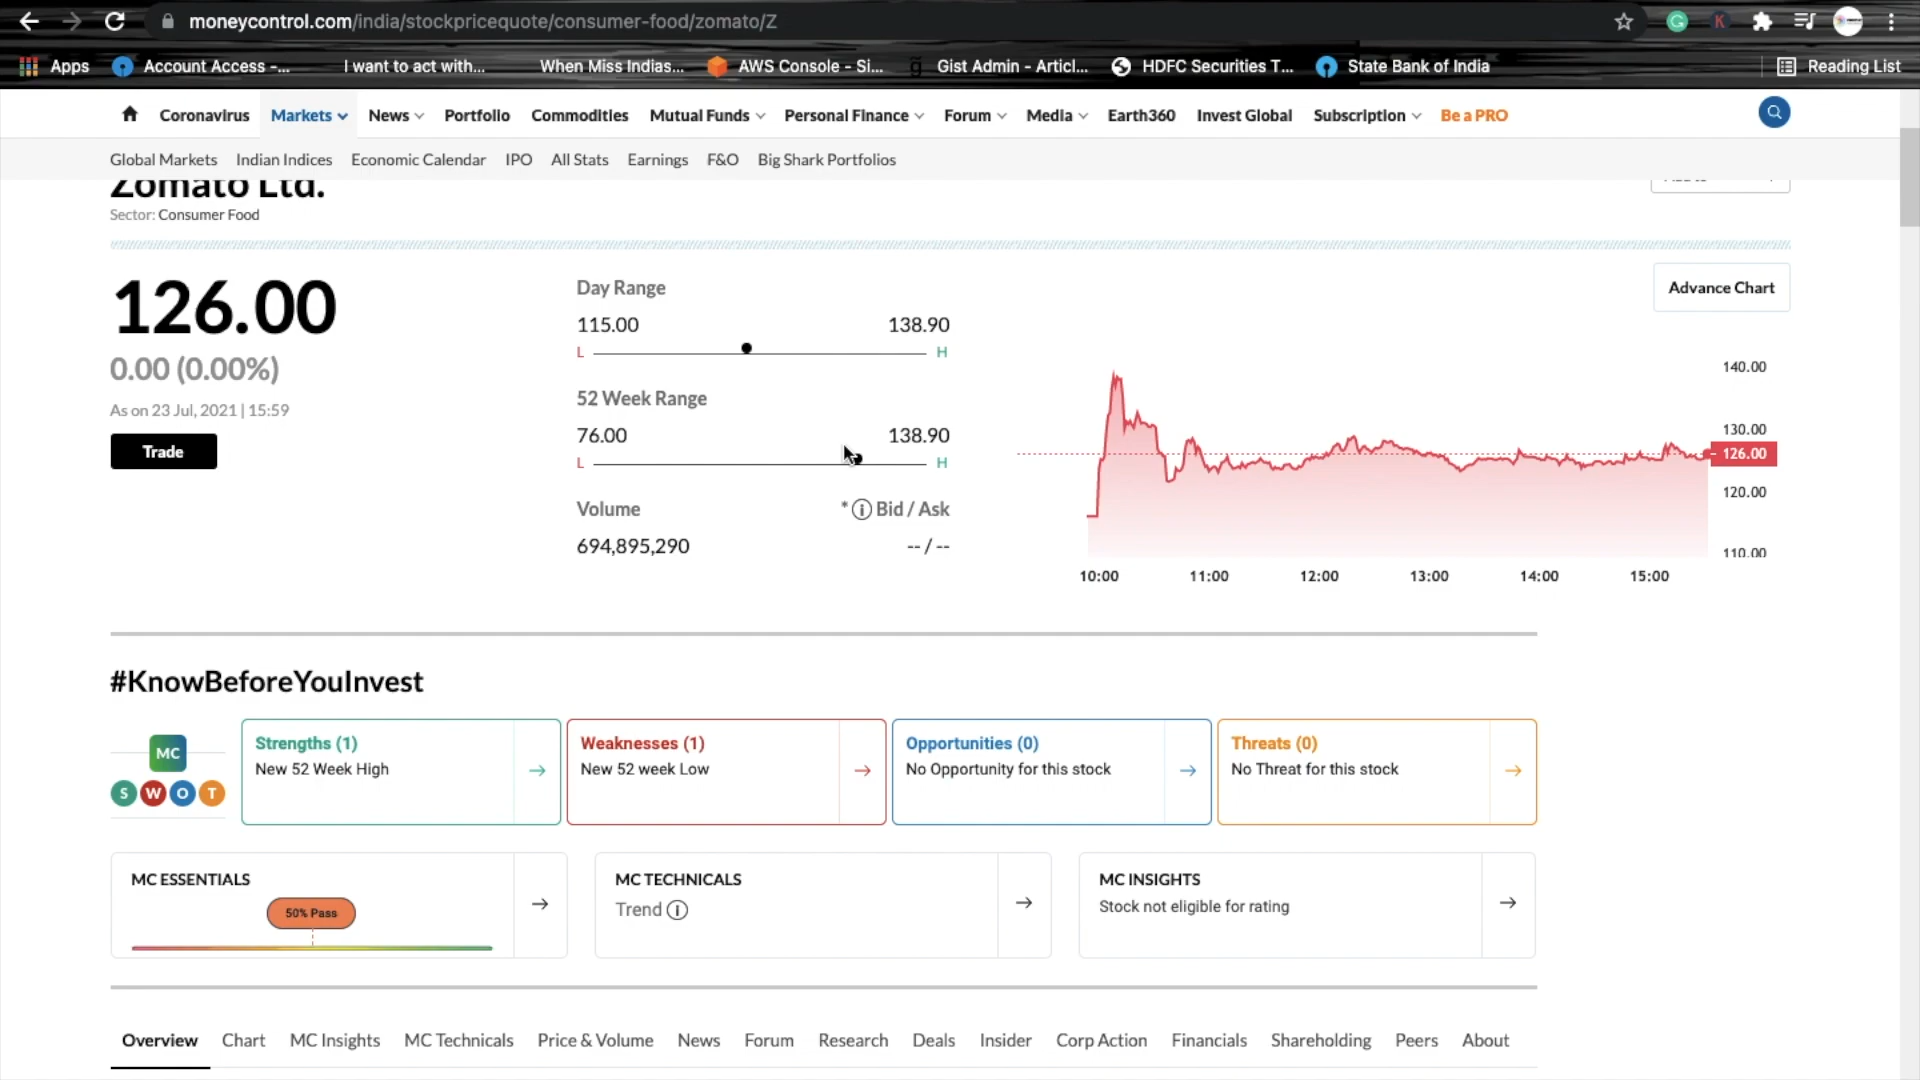 moneycontrol.com/india/stockpricequote/consumer-food/zomato/Z
K
Apps Account Access -... I want to act with... When Miss Indias... AWS Console - Si... Gist Admin - Articl... HDFC Securities T... State Bank of India Reading List
Coronavirus Markets News Portfolio Commodities Mutual Funds Personal Finance Forum Media Earth360 Invest Global Subscription Be a PRO
Global Markets Indian Indices Economic Calendar IPO All Stats Earnings F&O Big Shark Portfolios
Zomato Ltd.
Sector: Consumer Food
126.00
0.00 (0.00%)
As on 23 Jul, 2021 | 15:59
Trade
Day Range
115.00 138.90
L H
52 Week Range
76.00 138.90
L H
Volume * i Bid / Ask
694,895,290 -- / --
Advance Chart
140.00
130.00
126.00
120.00
110.00
10:00 11:00 12:00 13:00 14:00 15:00
#KnowBeforeYouInvest
MC
S W O T
Strengths (1)
New 52 Week High
Weaknesses (1)
New 52 week Low
Opportunities (0)
No Opportunity for this stock
Threats (0)
No Threat for this stock
MC ESSENTIALS
50% Pass
MC TECHNICALS
Trend i
MC INSIGHTS
Stock not eligible for rating
Overview Chart MC Insights MC Technicals Price & Volume News Forum Research Deals Insider Corp Action Financials Shareholding Peers About